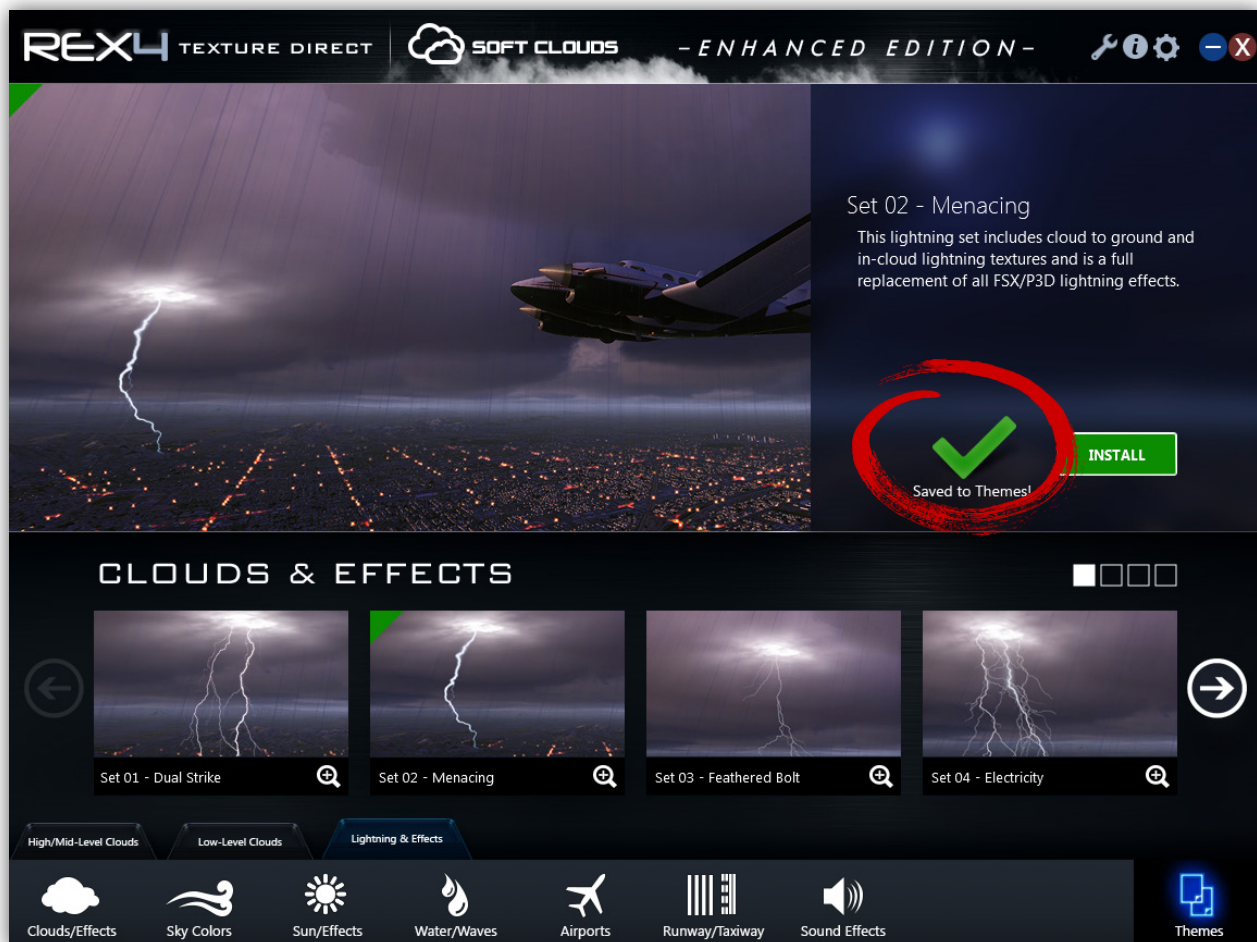 REX4 TEXTURE DIRECT SOFT CLOUDS – ENHANCED EDITION –
Set 02 - Menacing
This lightning set includes cloud to ground and
in-cloud lightning textures and is a full
replacement of all FSX/P3D lightning effects.
INSTALL
Saved to Themes!
CLOUDS & EFFECTS
Set 01 - Dual Strike
Set 02 - Menacing
Set 03 - Feathered Bolt
Set 04 - Electricity
High/Mid-Level Clouds
Low-Level Clouds
Lightning & Effects
Clouds/Effects
Sky Colors
Sun/Effects
Water/Waves
Airports
Runway/Taxiway
Sound Effects
Themes